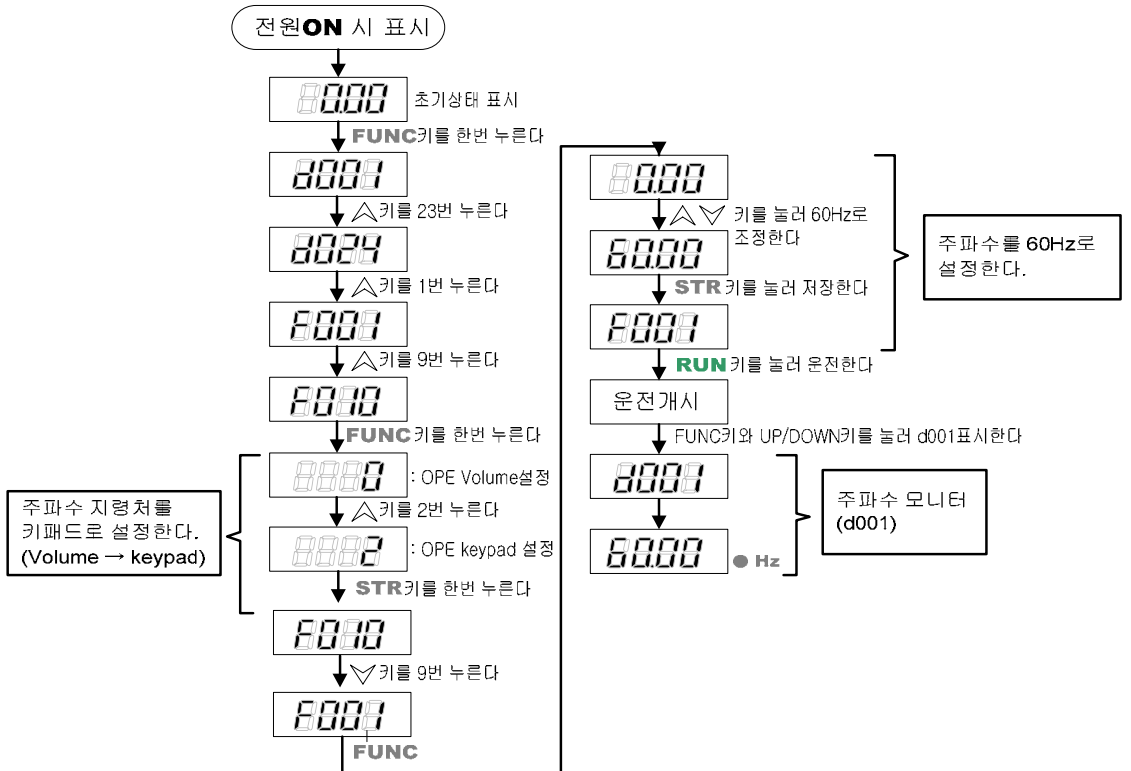 전원ON 시 표시
0.00
초기상태 표시
FUNC키를 한번 누른다
d001
키를 23번 누른다
d024
키를 1번 누른다
F001
키를 9번 누른다
F010
FUNC키를 한번 누른다
주파수 지령처를
키패드로 설정한다.
(Volume → keypad)
0
: OPE Volume설정
키를 2번 누른다
2
: OPE keypad 설정
STR키를 한번 누른다
F010
키를 9번 누른다
F001
FUNC
0.00
키를 눌러 60Hz로
조정한다
60.00
STR키를 눌러 저장한다
F001
주파수를 60Hz로
설정한다.
RUN키를 눌러 운전한다
운전개시
FUNC키와 UP/DOWN키를 눌러 d001표시한다
d001
60.00
Hz
주파수 모니터
(d001)